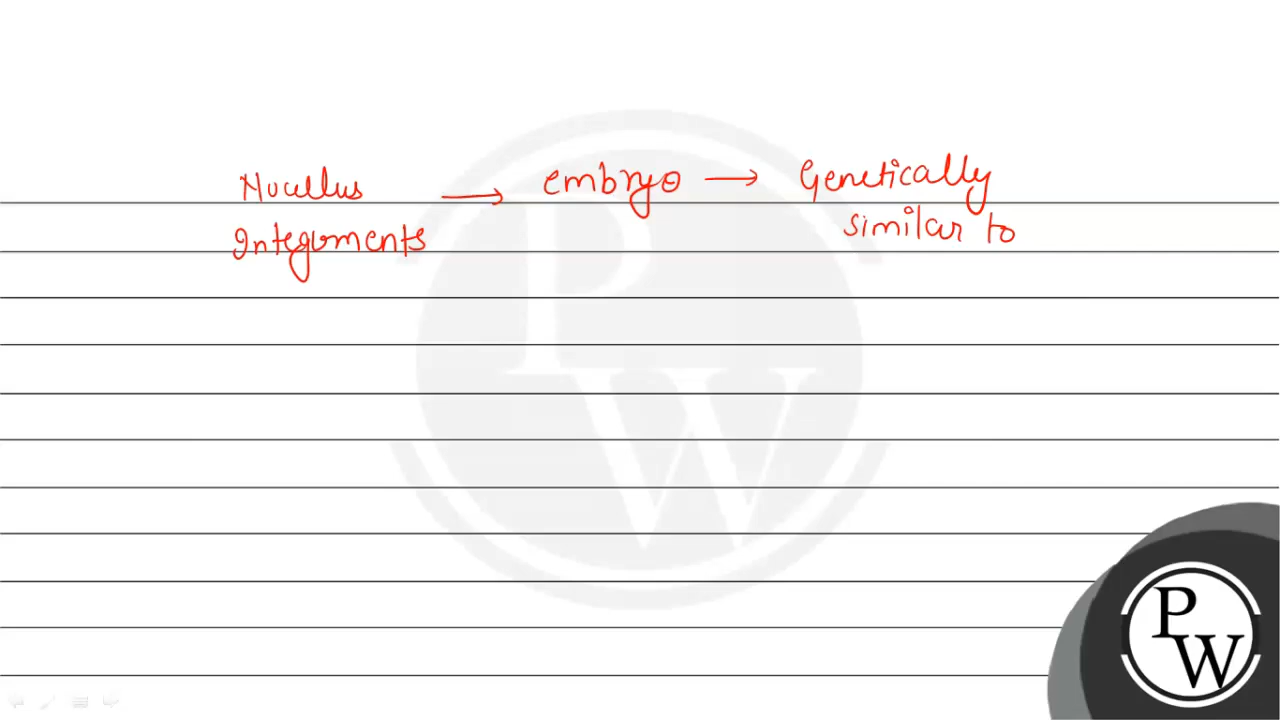 Nucellus → embryo → Genetically
Integuments similar to
P
W
P
W